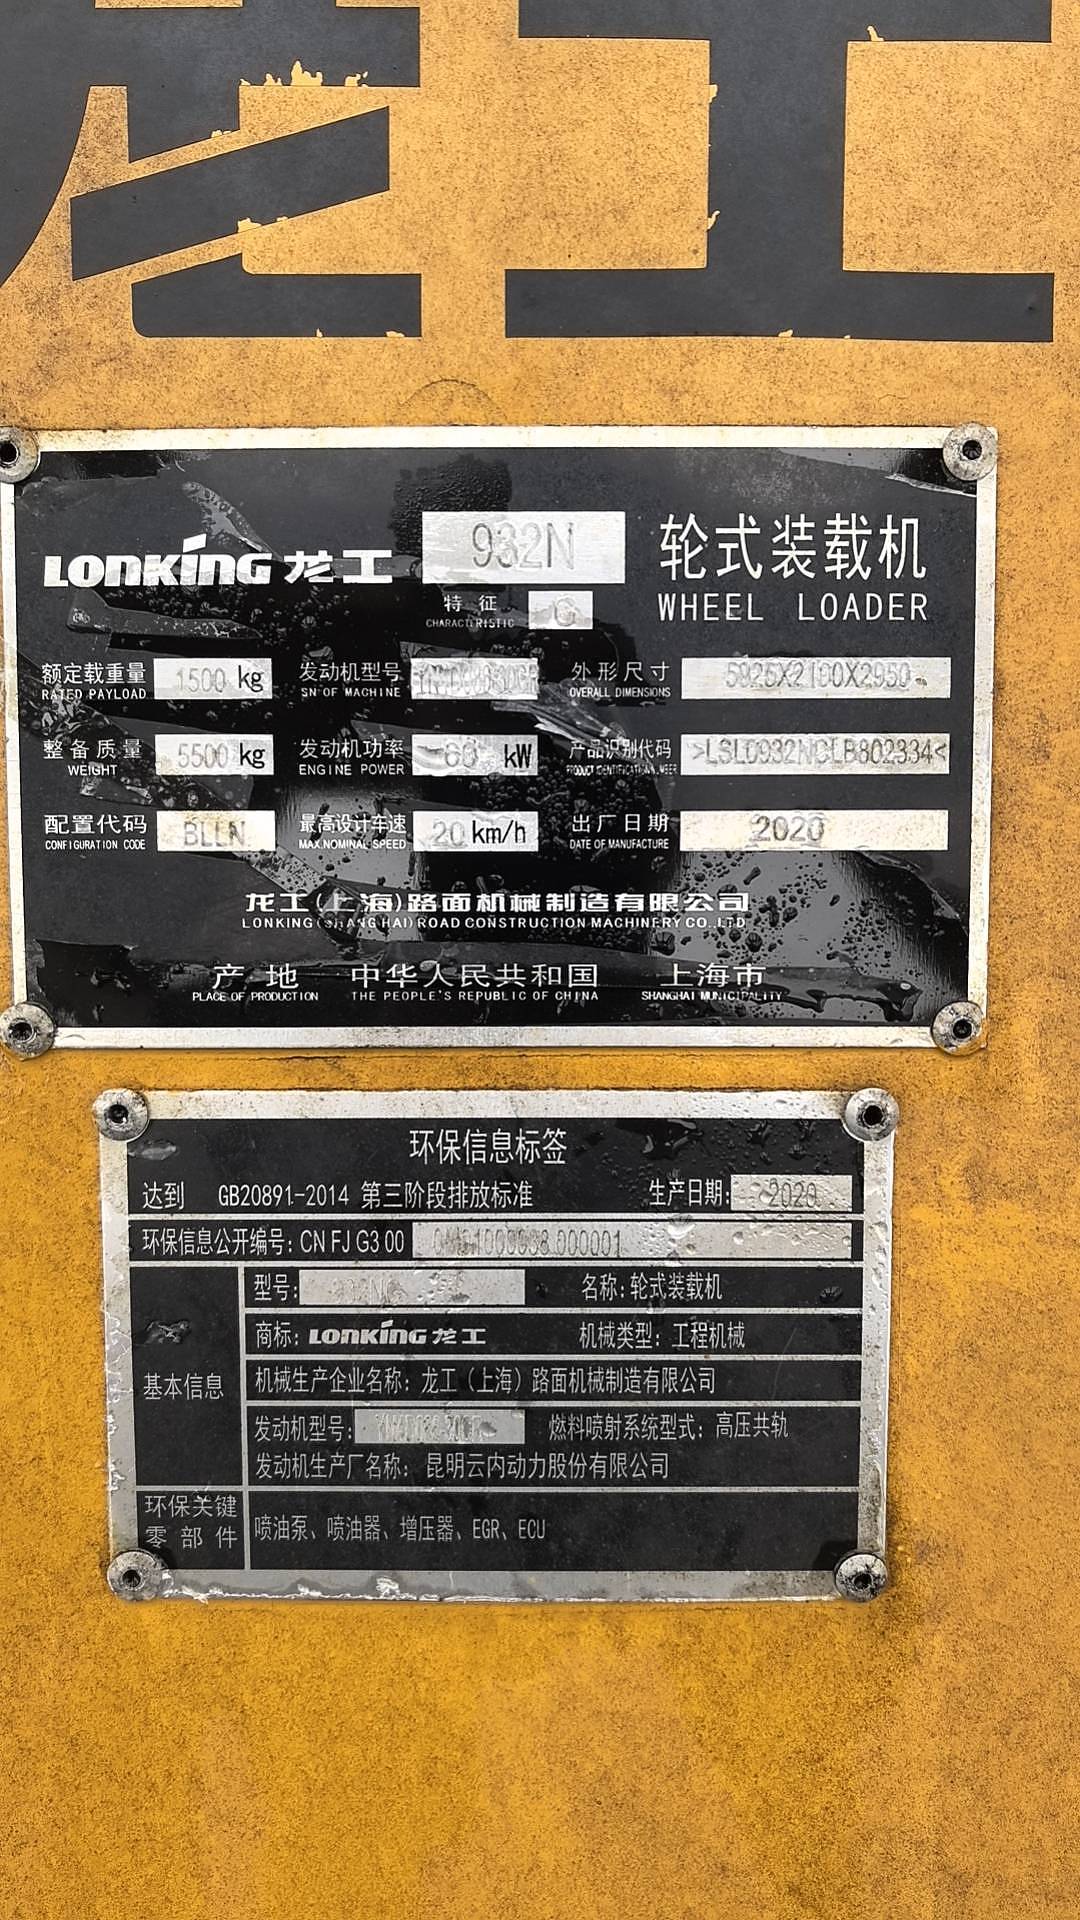 龙工
LONKING 龙工 932N 轮式装载机
特征 G WHEEL LOADER
CHARACTERISTIC
额定载重量 1500 kg 发动机型号 外形尺寸
RATED PAYLOAD SN OF MACHINE OVERALL DIMENSIONS
整备质量 5500 kg 发动机功率 kW 产品识别代码
WEIGHT ENGINE POWER
配置代码 BLLN 最高设计车速 20 km/h 出厂日期 2020
CONFIGURATION CODE MAX.NOMINAL SPEED DATE OF MANUFACTURE
龙工(上海)路面机械制造有限公司
LONKING (SHANGHAI) ROAD CONSTRUCTION MACHINERY CO.,LTD.
产地 中华人民共和国 上海市
PLACE OF PRODUCTION THE PEOPLE'S REPUBLIC OF CHINA SHANGHAI MUNICIPALITY
环保信息标签
达到 GB20891-2014 第三阶段排放标准 生产日期: 2020
环保信息公开编号: CN FJ G3 00
型号: 名称: 轮式装载机
商标: LONKING 龙工 机械类型: 工程机械
基本信息
机械生产企业名称: 龙工（上海）路面机械制造有限公司
发动机型号: 燃料喷射系统型式: 高压共轨
发动机生产厂名称: 昆明云内动力股份有限公司
环保关键
零部件
喷油泵、喷油器、增压器、EGR、ECU